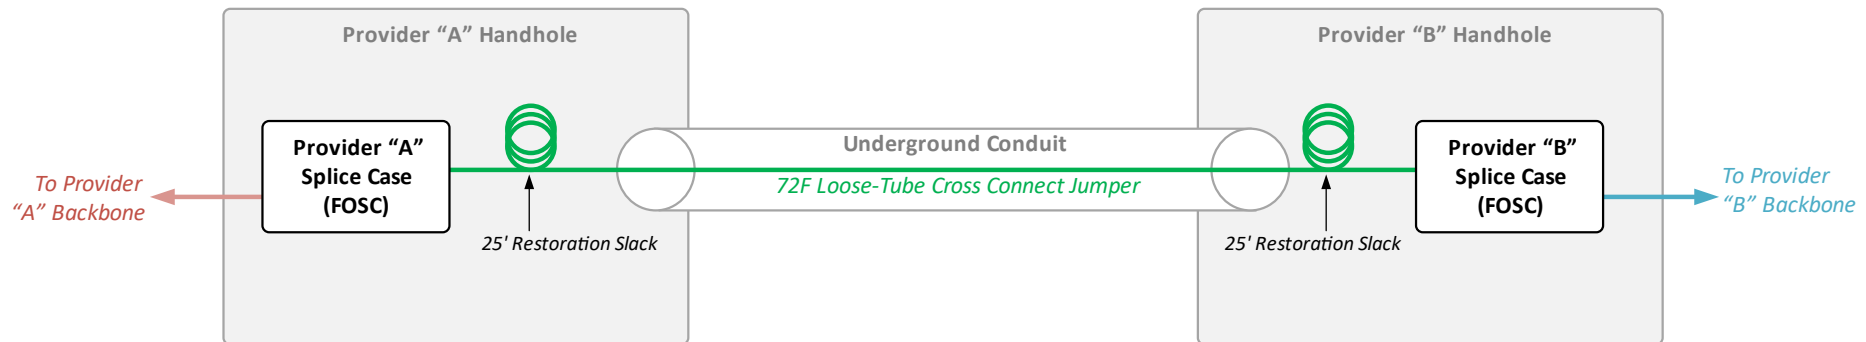 Provider “A” Handhole
Provider “B” Handhole
Provider “A”
Splice Case
(FOSC)
Underground Conduit
72F Loose-Tube Cross Connect Jumper
Provider “B”
Splice Case
(FOSC)
To Provider
“A” Backbone
To Provider
“B” Backbone
25' Restoration Slack
25' Restoration Slack